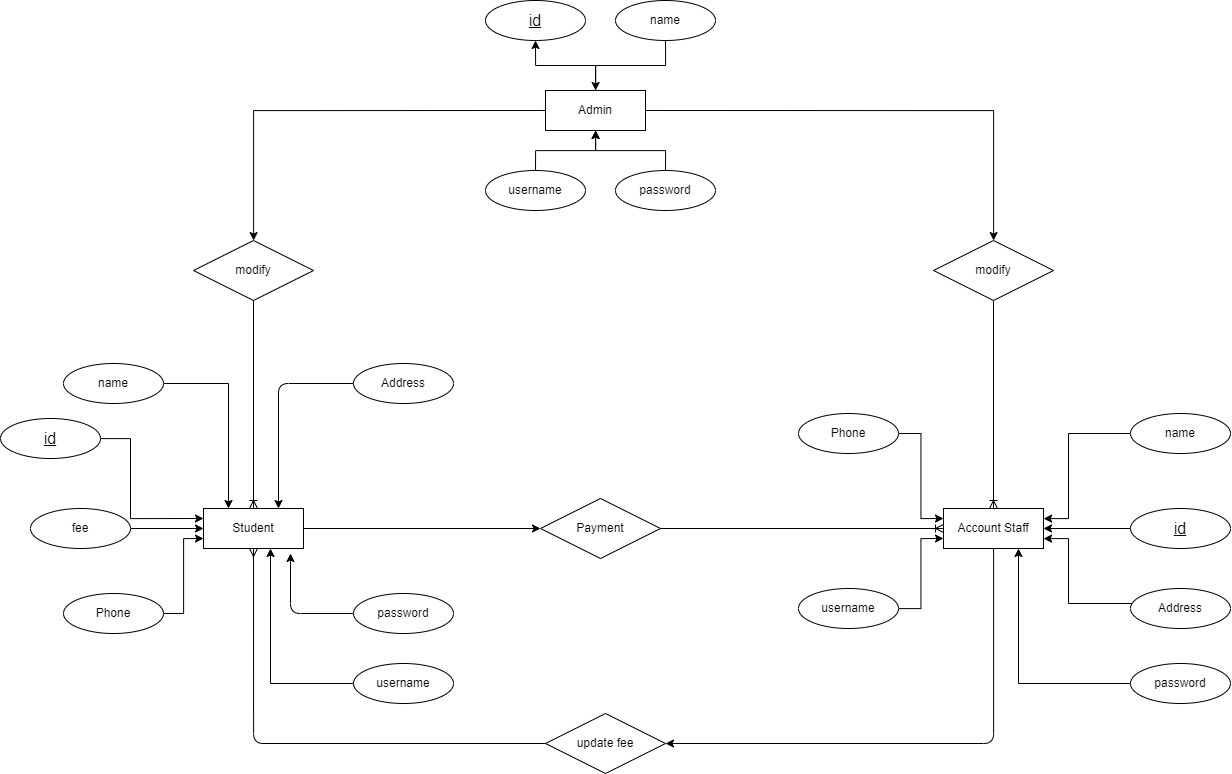 id
name
Admin
username
password
modify
modify
name
Address
id
Phone
name
fee
Student
Payment
Account Staff
id
Phone
password
username
Address
username
password
update fee